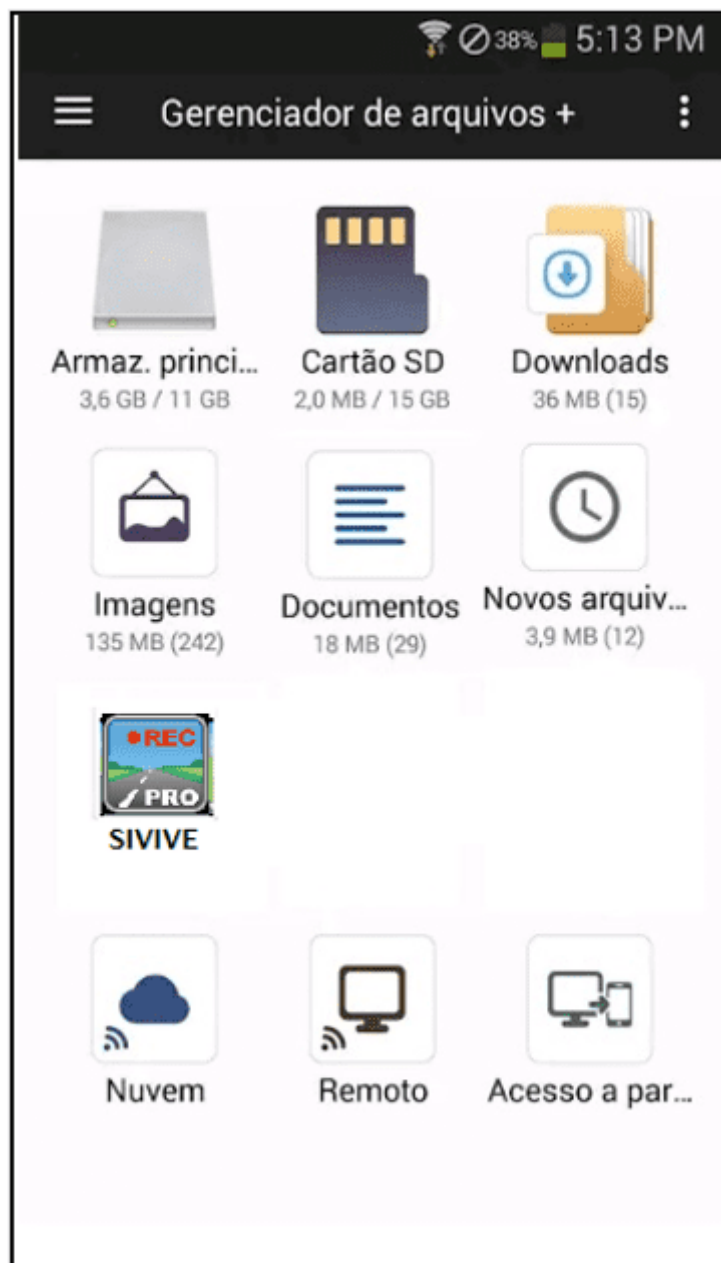 38% 5:13 PM
Gerenciador de arquivos +
Armaz. princi... Cartão SD Downloads
3,6 GB / 11 GB 2,0 MB / 15 GB 36 MB (15)
Imagens Documentos Novos arquiv...
135 MB (242) 18 MB (29) 3,9 MB (12)
REC
PRO
SIVIVE
Nuvem Remoto Acesso a par...